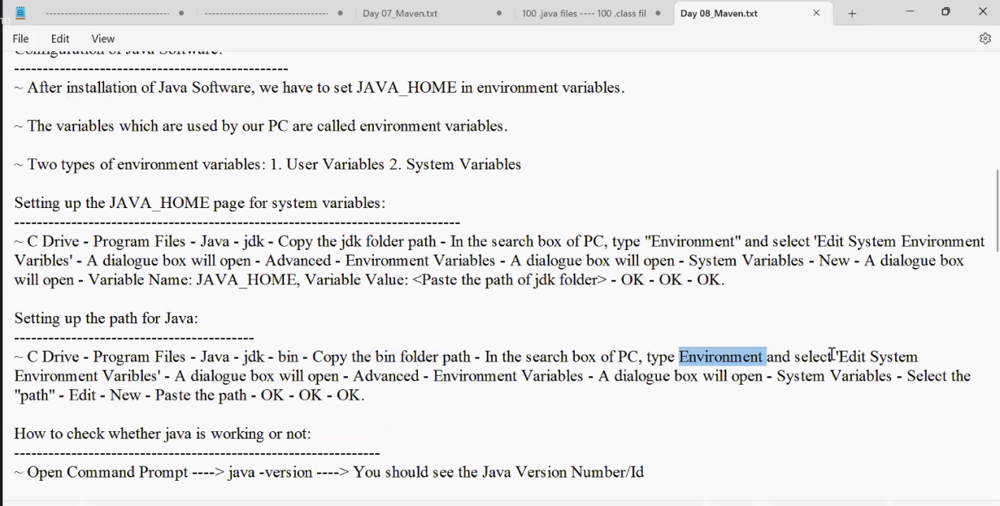 ---------------------------------- ---------------------------------- Day 07_Maven.txt 100 .java files ---- 100 .class fil Day 08_Maven.txt
File Edit View
Configuration of Java Software:
------------------------------------------------
~ After installation of Java Software, we have to set JAVA_HOME in environment variables.
~ The variables which are used by our PC are called environment variables.
~ Two types of environment variables: 1. User Variables 2. System Variables
Setting up the JAVA_HOME page for system variables:
------------------------------------------------------------------------------
~ C Drive - Program Files - Java - jdk - Copy the jdk folder path - In the search box of PC, type "Environment" and select 'Edit System Environment
Varibles' - A dialogue box will open - Advanced - Environment Variables - A dialogue box will open - System Variables - New - A dialogue box
will open - Variable Name: JAVA_HOME, Variable Value: <Paste the path of jdk folder> - OK - OK - OK.
Setting up the path for Java:
------------------------------------------
~ C Drive - Program Files - Java - jdk - bin - Copy the bin folder path - In the search box of PC, type Environment and select 'Edit System
Environment Varibles' - A dialogue box will open - Advanced - Environment Variables - A dialogue box will open - System Variables - Select the
"path" - Edit - New - Paste the path - OK - OK - OK.
How to check whether java is working or not:
----------------------------------------------------------------
~ Open Command Prompt ----> java -version ----> You should see the Java Version Number/Id